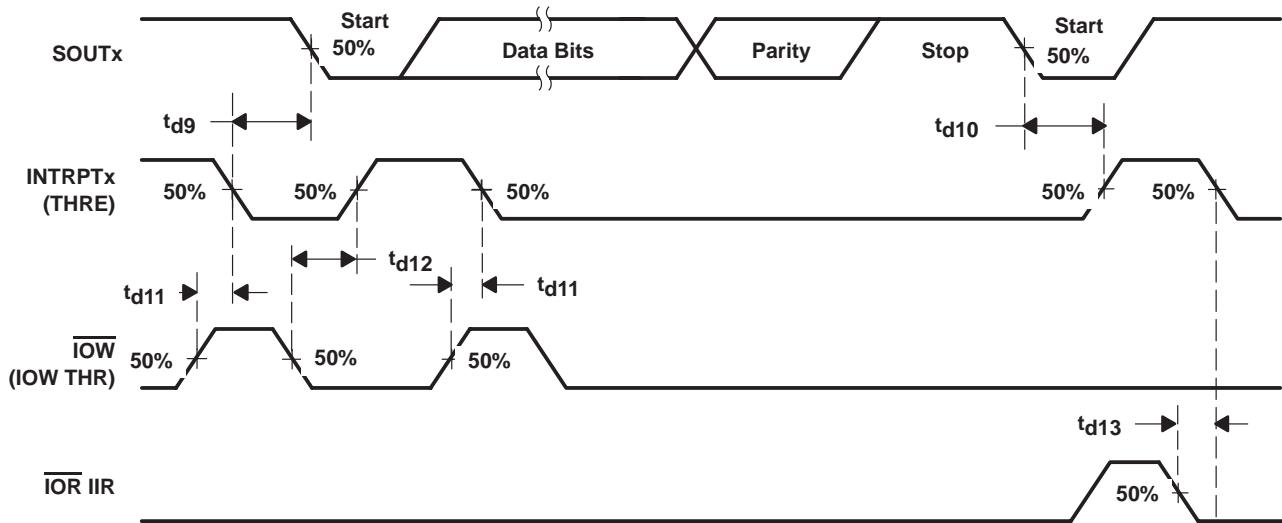 Start
Start
SOUTx
50%
Data Bits
Parity
Stop
50%
td9
td10
INTRPTx
(THRE)
50%
50%
50%
50%
50%
td12
td11
td11
IOW
(IOW THR)
50%
50%
50%
td13
IOR IIR
50%